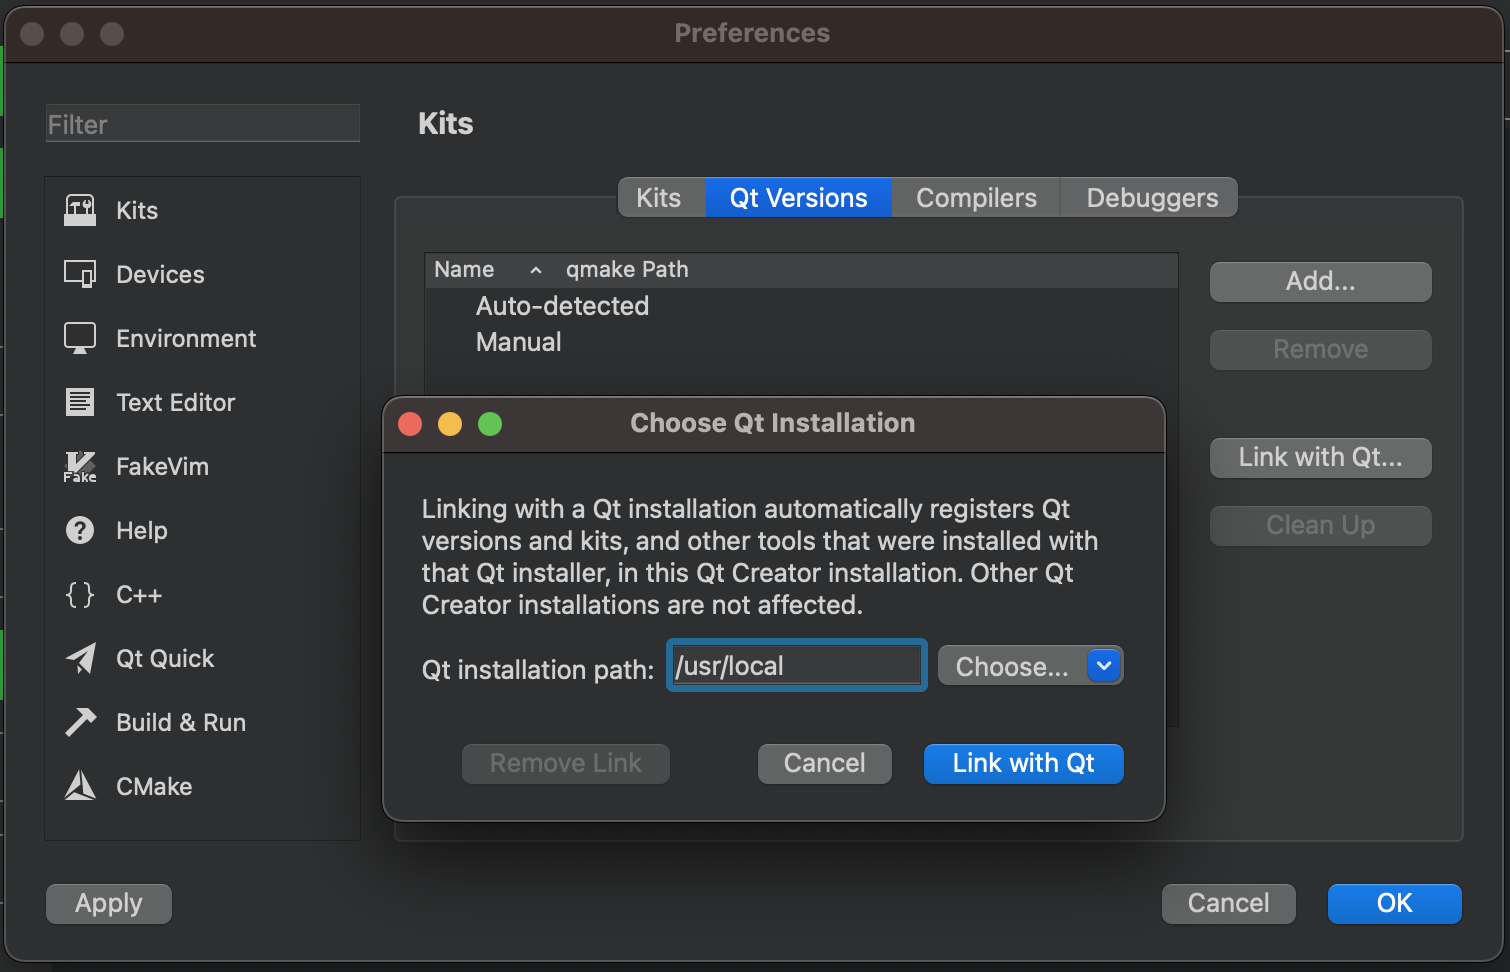 Preferences
Filter
Kits
Kits
Devices
Environment
Text Editor
Fake
FakeVim
Help
C++
Qt Quick
Build & Run
CMake
Kits Qt Versions Compilers Debuggers
Name qmake Path
Auto-detected
Manual
Add...
Remove
Link with Qt...
Clean Up
Choose Qt Installation
Linking with a Qt installation automatically registers Qt
versions and kits, and other tools that were installed with
that Qt installer, in this Qt Creator installation. Other Qt
Creator installations are not affected.
Qt installation path: /usr/local Choose...
Remove Link Cancel Link with Qt
Apply Cancel OK